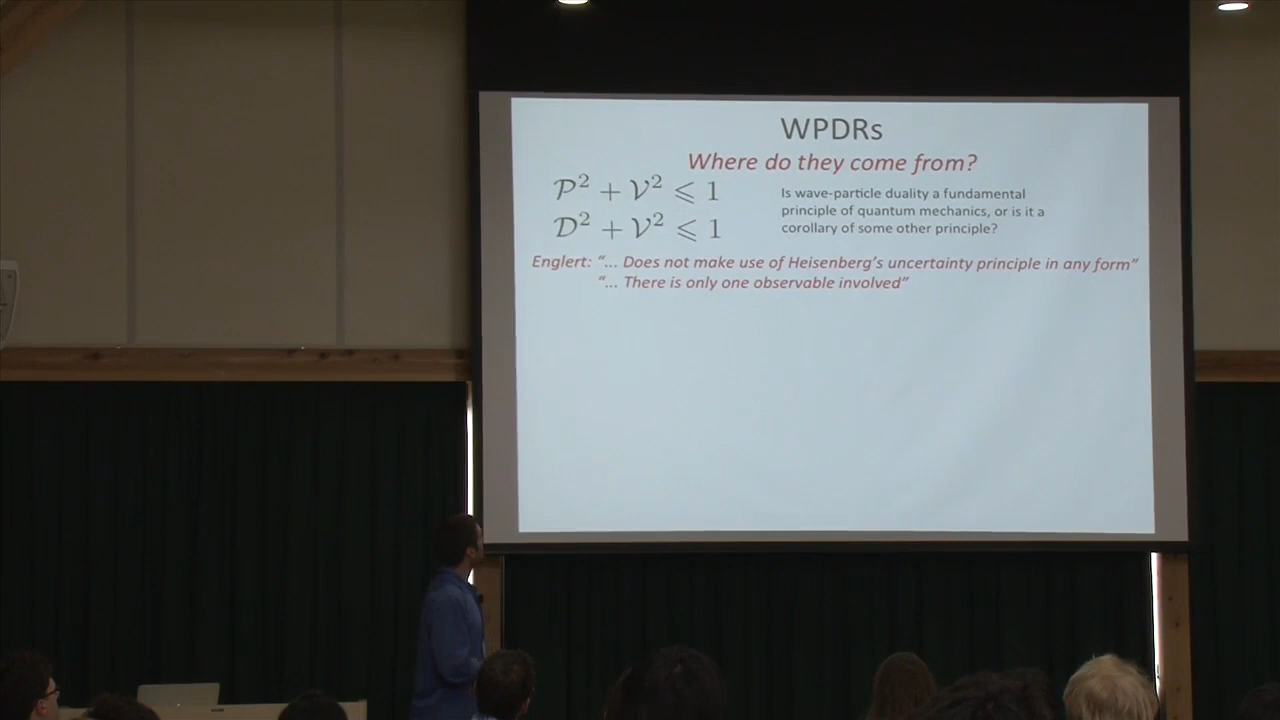 WPDRs
Where do they come from?
𝒫² + 𝒱² ⩽ 1
𝒟² + 𝒱² ⩽ 1
Is wave-particle duality a fundamental
principle of quantum mechanics, or is it a
corollary of some other principle?
Englert: “... Does not make use of Heisenberg’s uncertainty principle in any form”
“... There is only one observable involved”